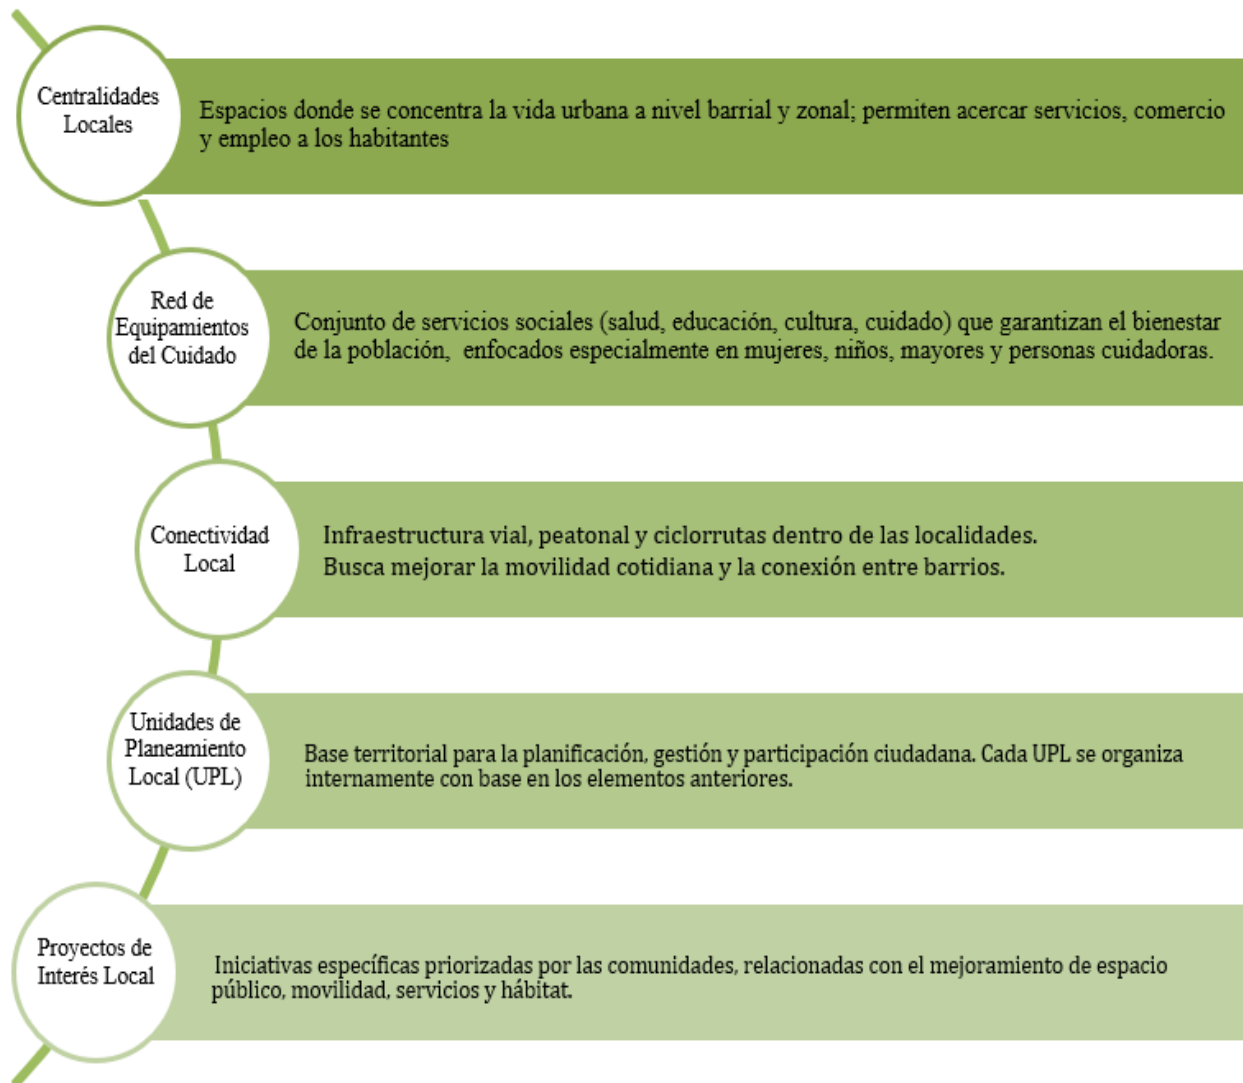 Centralidades
Locales
Espacios donde se concentra la vida urbana a nivel barrial y zonal; permiten acercar servicios, comercio
y empleo a los habitantes
Red de
Equipamientos
del Cuidado
Conjunto de servicios sociales (salud, educación, cultura, cuidado) que garantizan el bienestar
de la población, enfocados especialmente en mujeres, niños, mayores y personas cuidadoras.
Conectividad
Local
Infraestructura vial, peatonal y ciclorrutas dentro de las localidades.
Busca mejorar la movilidad cotidiana y la conexión entre barrios.
Unidades de
Planeamiento
Local (UPL)
Base territorial para la planificación, gestión y participación ciudadana. Cada UPL se organiza
internamente con base en los elementos anteriores.
Proyectos de
Interés Local
Iniciativas específicas priorizadas por las comunidades, relacionadas con el mejoramiento de espacio
público, movilidad, servicios y hábitat.